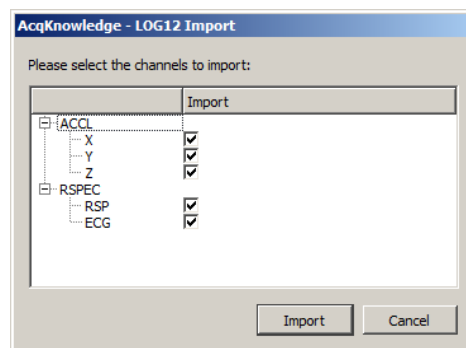 AcqKnowledge - LOG12 Import
Please select the channels to import:
Import
ACCL
X
Y
Z
RSPEC
RSP
ECG
Import Cancel